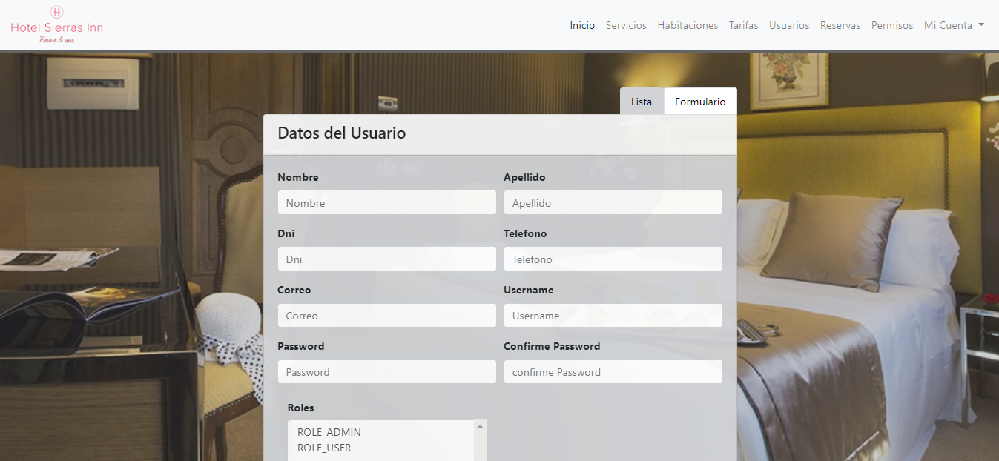 Hotel Sierras Inn
Resort & spa
Inicio Servicios Habitaciones Tarifas Usuarios Reservas Permisos Mi Cuenta
Lista Formulario
Datos del Usuario
Nombre Apellido
Nombre Apellido
Dni Telefono
Dni Telefono
Correo Username
Correo Username
Password Confirme Password
Password confirme Password
Roles
ROLE_ADMIN
ROLE_USER